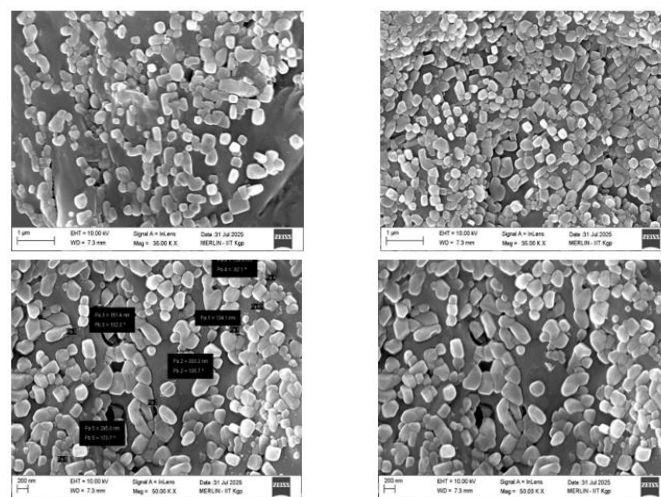 1 µm
EHT = 10.00 kV
Signal A = InLens
Date :31 Jul 2025
WD = 7.3 mm
Mag = 35.00 K X
MERLIN - IIT Kgp
ZEISS
1 µm
EHT = 10.00 kV
Signal A = InLens
Date :31 Jul 2025
WD = 7.3 mm
Mag = 35.00 K X
MERLIN - IIT Kgp
ZEISS
200 nm
EHT = 10.00 kV
Signal A = InLens
Date :31 Jul 2025
WD = 7.3 mm
Mag = 50.00 K X
MERLIN - IIT Kgp
ZEISS
200 nm
EHT = 10.00 kV
Signal A = InLens
Date :31 Jul 2025
WD = 7.3 mm
Mag = 50.00 K X
MERLIN - IIT Kgp
ZEISS